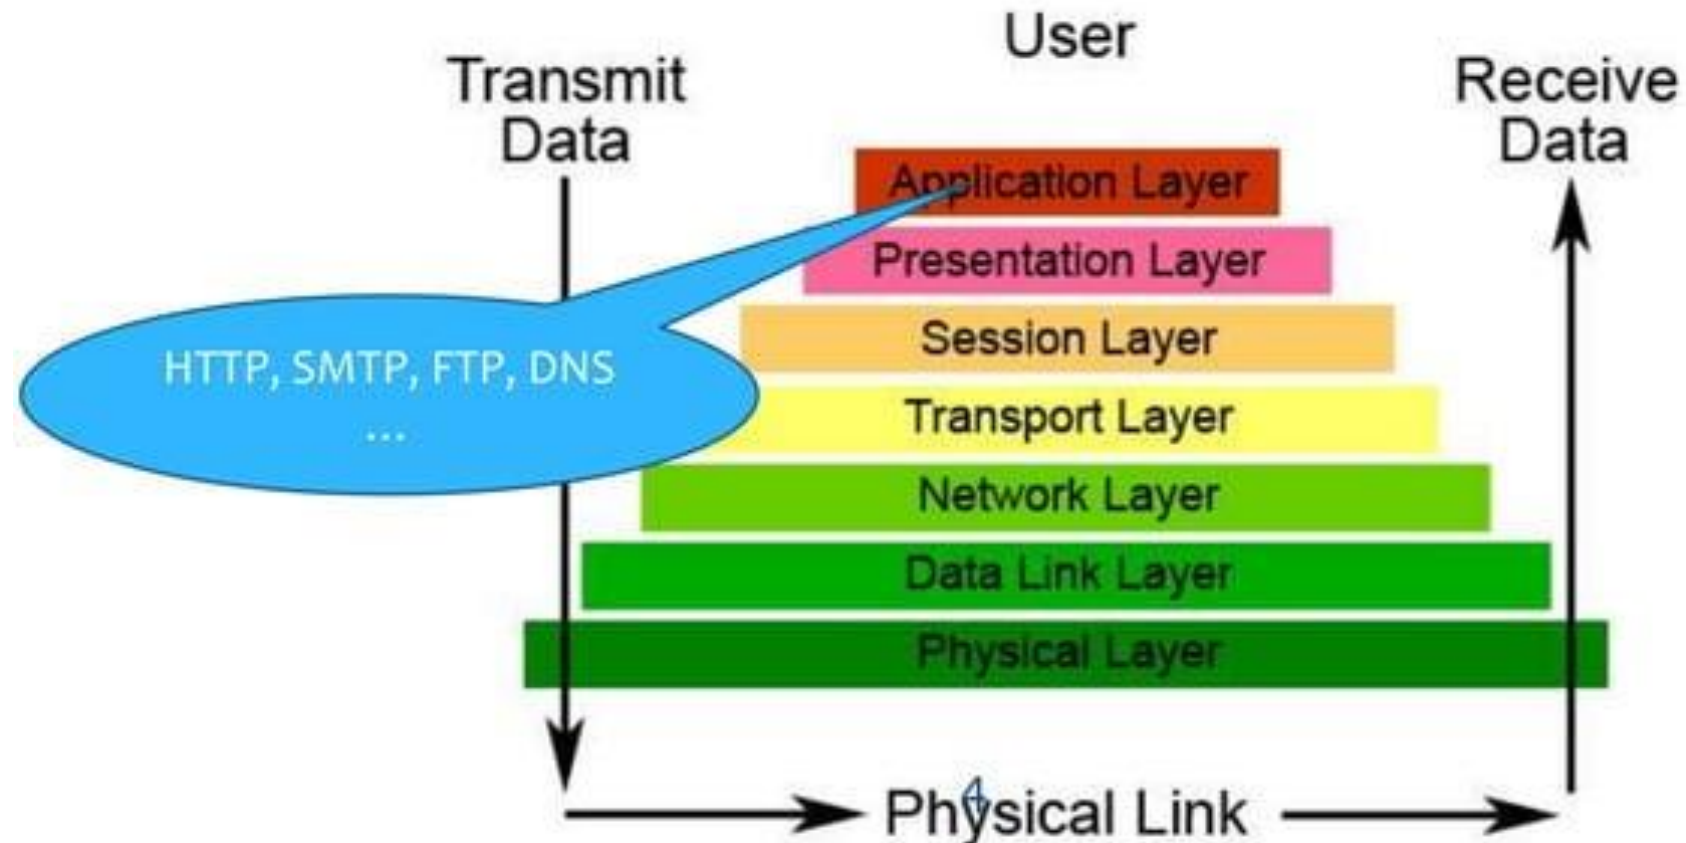 User
Transmit
Data
Receive
Data
Application Layer
Presentation Layer
Session Layer
HTTP, SMTP, FTP, DNS
...
Transport Layer
Network Layer
Data Link Layer
Physical Layer
Physical Link
4